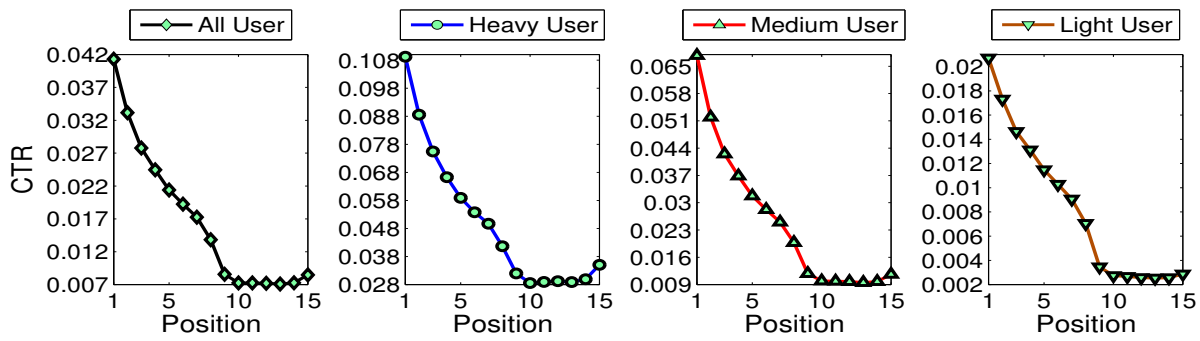 All User
Heavy User
Medium User
Light User
CTR
0.042
0.037
0.032
0.027
0.022
0.017
0.012
0.007
1 5 10 15
Position
0.108
0.098
0.088
0.078
0.068
0.058
0.048
0.038
0.028
1 5 10 15
Position
0.065
0.058
0.051
0.044
0.037
0.03
0.023
0.016
0.009
1 5 10 15
Position
0.02
0.018
0.016
0.014
0.012
0.01
0.008
0.006
0.004
0.002
1 5 10 15
Position